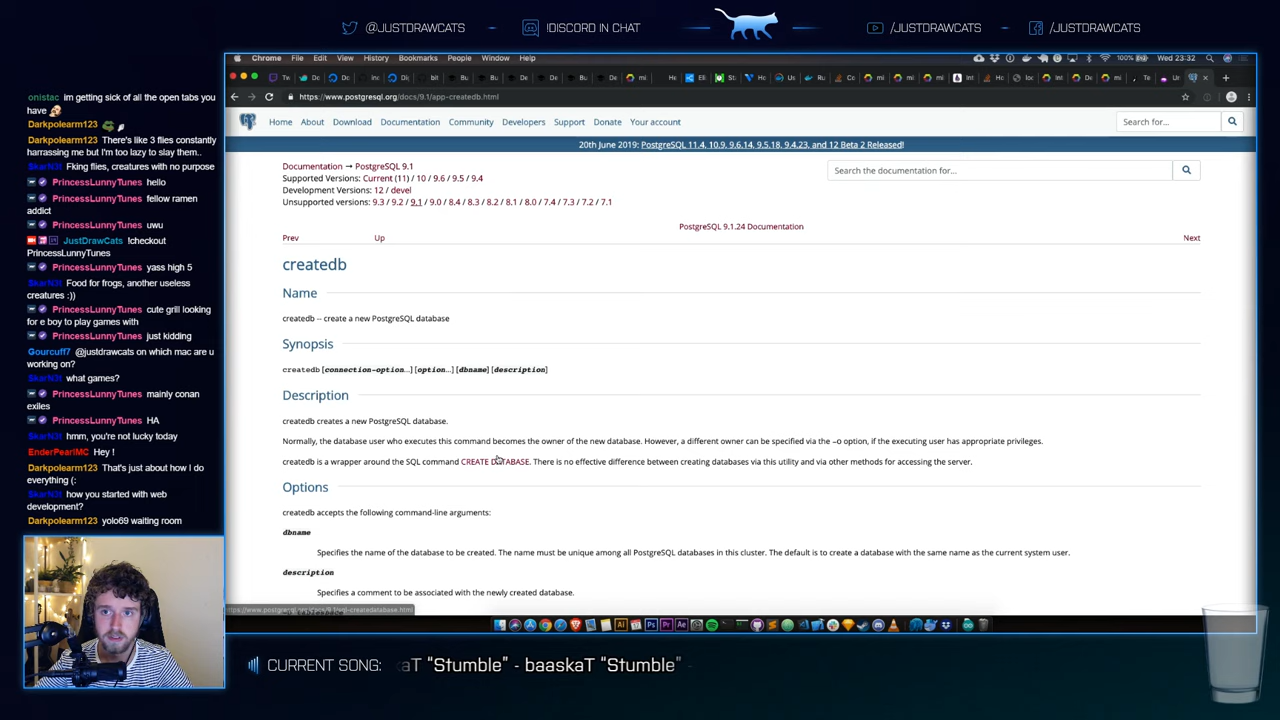 @JUSTDRAWCATS
!DISCORD IN CHAT
/JUSTDRAWCATS
/JUSTDRAWCATS
onistac im getting sick of all the open tabs you
have
Darkpolearm123
Darkpolearm123 There's like 3 flies constantly
harrassing me but I'm too lazy to slay them..
SkarN3t Fking flies, creatures with no purpose
PrincessLunnyTunes hello
PrincessLunnyTunes fellow ramen
addict
PrincessLunnyTunes uwu
JustDrawCats !checkout
PrincessLunnyTunes
PrincessLunnyTunes yass high 5
SkarN3t Food for frogs, another useless
creatures :))
PrincessLunnyTunes cute grill looking
for e boy to play games with
PrincessLunnyTunes just kidding
Gourcuff7 @justdrawcats on which mac are u
working on?
SkarN3t what games?
PrincessLunnyTunes mainly conan
exiles
PrincessLunnyTunes HA
SkarN3t hmm, you're not lucky today
EnderPearlMC Hey !
Darkpolearm123 That's just about how I do
everything (:
SkarN3t how you started with web
development?
Darkpolearm123 yolo69 waiting room
Chrome File Edit View History Bookmarks People Window Help
100% Wed 23:32
https://www.postgresql.org/docs/9.1/app-createdb.html
Home About Download Documentation Community Developers Support Donate Your account
Search for...
20th June 2019: PostgreSQL 11.4, 10.9, 9.6.14, 9.5.18, 9.4.23, and 12 Beta 2 Released!
Documentation → PostgreSQL 9.1
Supported Versions: Current (11) / 10 / 9.6 / 9.5 / 9.4
Development Versions: 12 / devel
Unsupported versions: 9.3 / 9.2 / 9.1 / 9.0 / 8.4 / 8.3 / 8.2 / 8.1 / 8.0 / 7.4 / 7.3 / 7.2 / 7.1
Search the documentation for...
PostgreSQL 9.1.24 Documentation
Prev Up Next
createdb
Name
createdb -- create a new PostgreSQL database
Synopsis
createdb [connection-option...] [option...] [dbname] [description]
Description
createdb creates a new PostgreSQL database.
Normally, the database user who executes this command becomes the owner of the new database. However, a different owner can be specified via the -O option, if the executing user has appropriate privileges.
createdb is a wrapper around the SQL command CREATE DATABASE. There is no effective difference between creating databases via this utility and via other methods for accessing the server.
Options
createdb accepts the following command-line arguments:
dbname
Specifies the name of the database to be created. The name must be unique among all PostgreSQL databases in this cluster. The default is to create a database with the same name as the current system user.
description
Specifies a comment to be associated with the newly created database.
https://www.postgresql.org/docs/9.1/sql-createdatabase.html
CURRENT SONG:
aT "Stumble" - baaskaT "Stumble" -